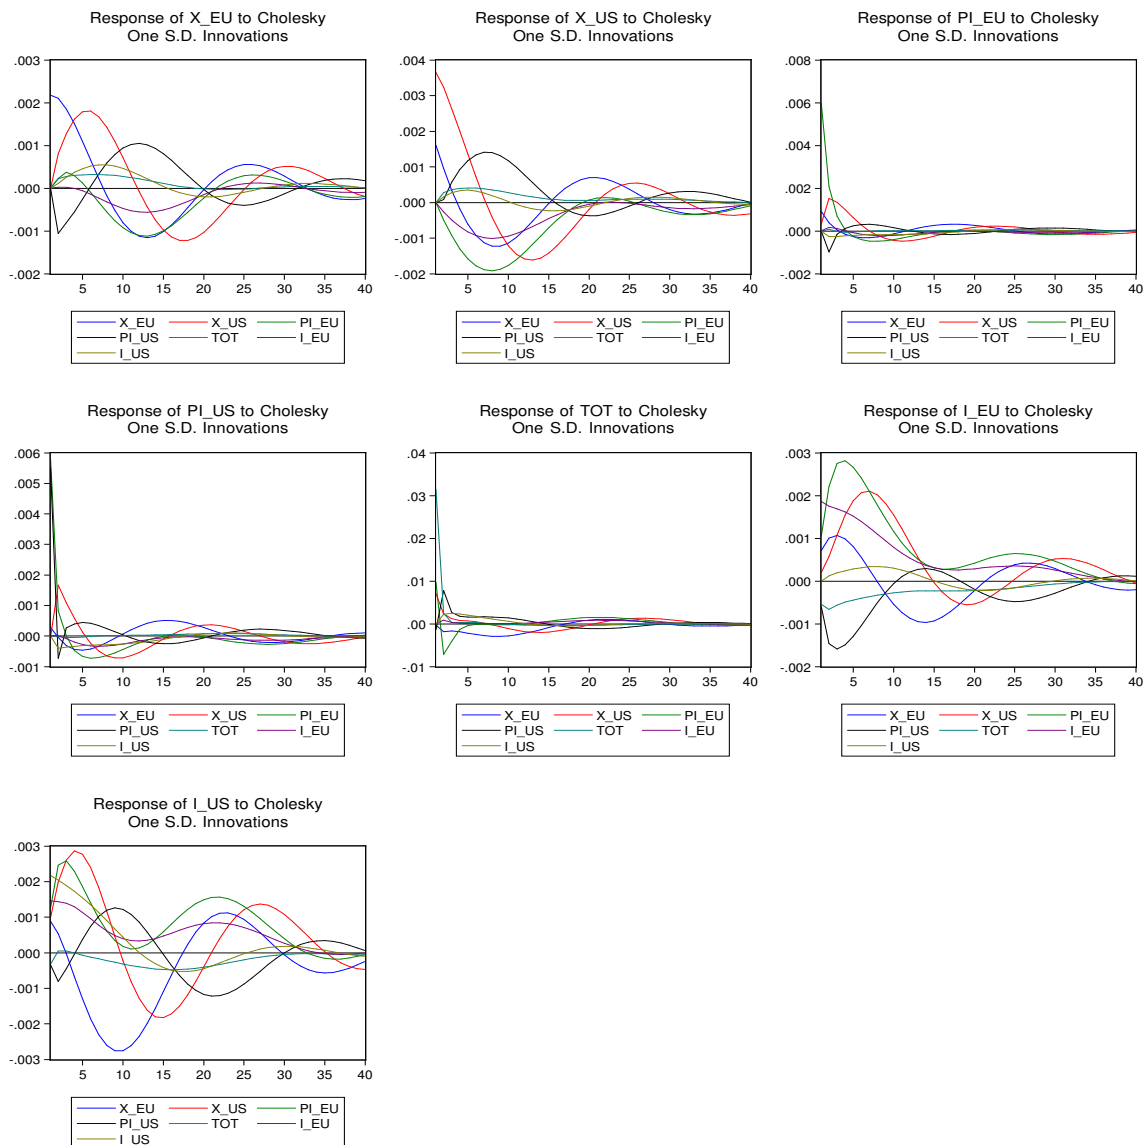 Response of X_EU to Cholesky
One S.D. Innovations
.003
.002
.001
.000
-.001
-.002
5 10 15 20 25 30 35 40
X_EU X_US PI_EU
PI_US TOT I_EU
I_US
Response of X_US to Cholesky
One S.D. Innovations
.004
.003
.002
.001
.000
-.001
-.002
5 10 15 20 25 30 35 40
X_EU X_US PI_EU
PI_US TOT I_EU
I_US
Response of PI_EU to Cholesky
One S.D. Innovations
.008
.006
.004
.002
.000
-.002
5 10 15 20 25 30 35 40
X_EU X_US PI_EU
PI_US TOT I_EU
I_US
Response of PI_US to Cholesky
One S.D. Innovations
.006
.005
.004
.003
.002
.001
.000
-.001
5 10 15 20 25 30 35 40
X_EU X_US PI_EU
PI_US TOT I_EU
I_US
Response of TOT to Cholesky
One S.D. Innovations
.04
.03
.02
.01
.00
-.01
5 10 15 20 25 30 35 40
X_EU X_US PI_EU
PI_US TOT I_EU
I_US
Response of I_EU to Cholesky
One S.D. Innovations
.003
.002
.001
.000
-.001
-.002
5 10 15 20 25 30 35 40
X_EU X_US PI_EU
PI_US TOT I_EU
I_US
Response of I_US to Cholesky
One S.D. Innovations
.003
.002
.001
.000
-.001
-.002
-.003
5 10 15 20 25 30 35 40
X_EU X_US PI_EU
PI_US TOT I_EU
I_US